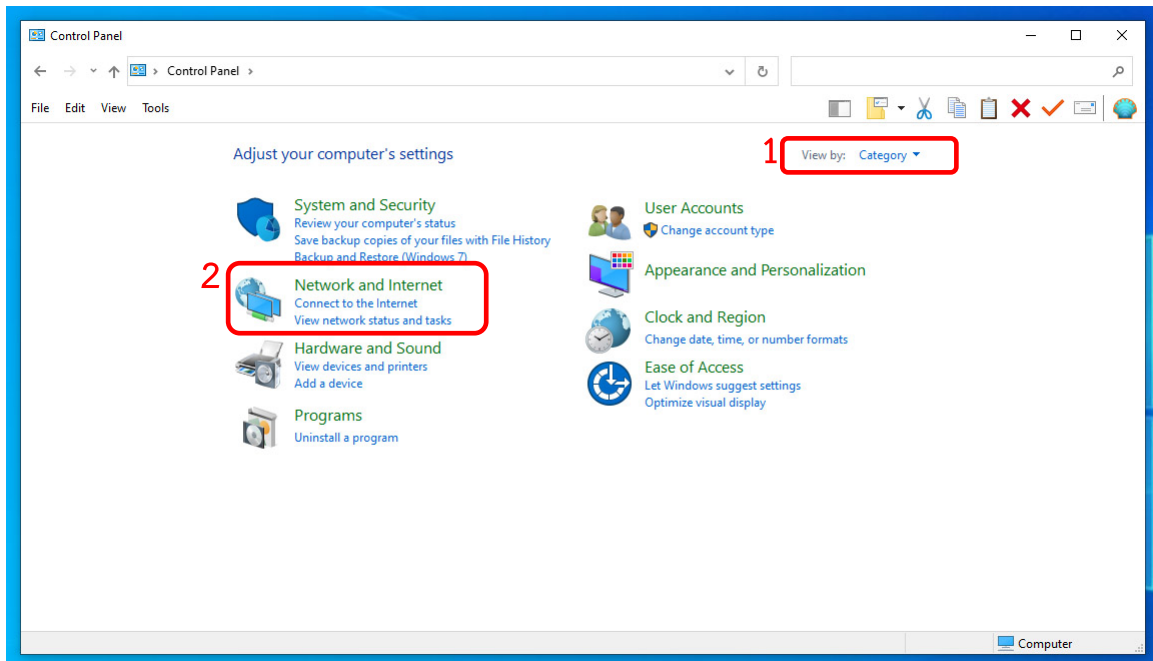 Control Panel
Control Panel
File Edit View Tools
Adjust your computer's settings
1
View by: Category
System and Security
Review your computer's status
Save backup copies of your files with File History
Backup and Restore (Windows 7)
2
Network and Internet
Connect to the Internet
View network status and tasks
Hardware and Sound
View devices and printers
Add a device
Programs
Uninstall a program
User Accounts
Change account type
Appearance and Personalization
Clock and Region
Change date, time, or number formats
Ease of Access
Let Windows suggest settings
Optimize visual display
Computer